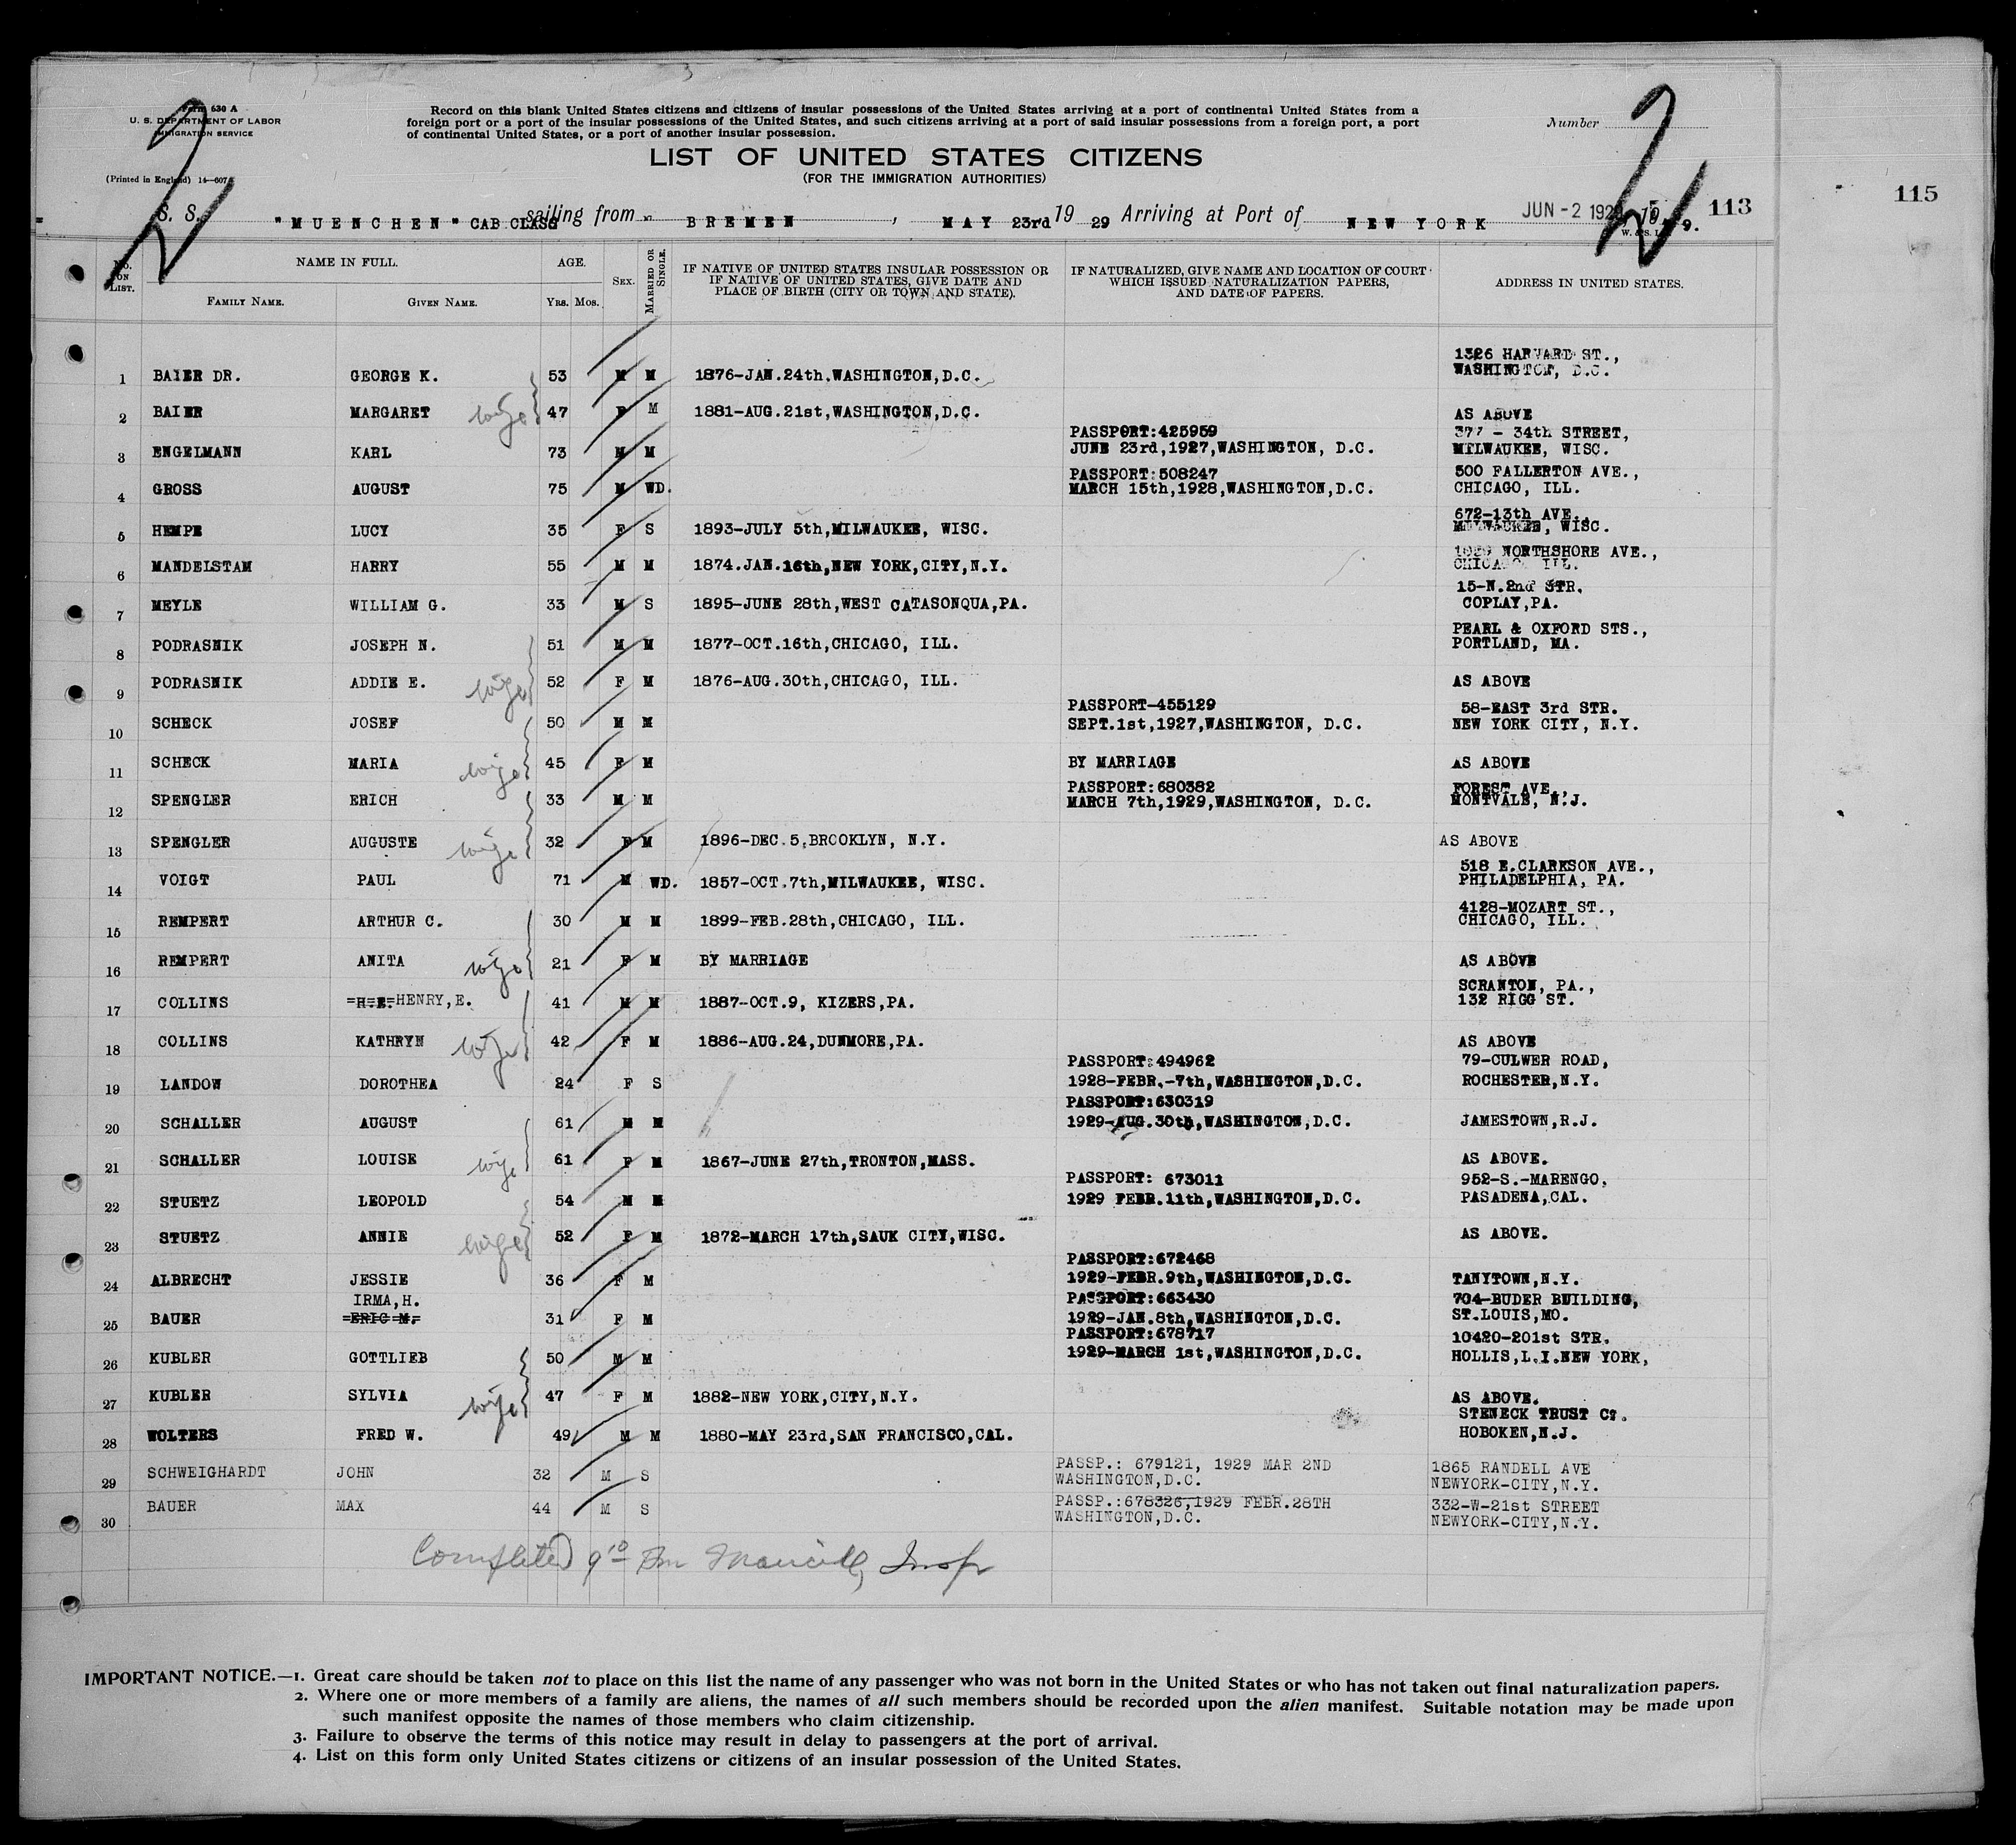 Form 630 A
U. S. DEPARTMENT OF LABOR
IMMIGRATION SERVICE
(Printed in England) 14—607
Record on this blank United States citizens and citizens of insular possessions of the United States arriving at a port of continental United States from a
foreign port or a port of the insular possessions of the United States, and such citizens arriving at a port of said insular possessions from a foreign port, a port
of continental United States, or a port of another insular possession.
Number
2
2
LIST OF UNITED STATES CITIZENS
(FOR THE IMMIGRATION AUTHORITIES)
S. S. "MUENCHEN" CAB.CLASS sailing from BREMEN, MAY 23rd 19 29 Arriving at Port of NEW YORK JUN -2 1929 113
115
No. ON LIST.
NAME IN FULL.
FAMILY NAME. GIVEN NAME.
AGE.
YRS. MOS.
SEX.
MARRIED OR SINGLE.
IF NATIVE OF UNITED STATES INSULAR POSSESSION OR
IF NATIVE OF UNITED STATES, GIVE DATE AND
PLACE OF BIRTH (CITY OR TOWN AND STATE).
IF NATURALIZED, GIVE NAME AND LOCATION OF COURT
WHICH ISSUED NATURALIZATION PAPERS,
AND DATE OF PAPERS.
ADDRESS IN UNITED STATES.
1326 HARVARD ST.,
1 BAIER DR. GEORGE K. 53 M M 1876-JAN.24th.WASHINGTON,D.C. WASHINGTON, D.C.
2 BAIER MARGARET wife 47 F M 1881-AUG.21st,WASHINGTON,D.C. AS ABOVE
PASSPORT:425959 377 - 34th STREET,
3 ENGELMANN KARL 73 M M JUNE 23rd,1927,WASHINGTON, D.C. MILWAUKEE, WISC.
PASSPORT:508247 500 FALLERTON AVE.,
4 GROSS AUGUST 75 M WD. MARCH 15th,1928,WASHINGTON,D.C. CHICAGO, ILL.
672-13th AVE.,
5 HEMPE LUCY 35 F S 1893-JULY 5th,MILWAUKEE, WISC. MILWAUKEE, WISC.
NORTHSHORE AVE.,
6 MANDELSTAM HARRY 55 M M 1874.JAN.16th,NEW YORK,CITY,N.Y. CHICAGO ILL.
15-N.2nd STR.
7 MEYLE WILLIAM G. 33 M S 1895-JUNE 28th,WEST CATASONQUA,PA. COPLAY,PA.
PEARL & OXFORD STS.,
8 PODRASNIK JOSEPH N. 51 M M 1877-OCT.16th,CHICAGO, ILL. PORTLAND, MA.
9 PODRASNIK ADDIE E. wife 52 F M 1876-AUG.30th,CHICAGO, ILL. AS ABOVE
PASSPORT-455129 58-EAST 3rd STR.
10 SCHECK JOSEF 50 M M SEPT.1st,1927,WASHINGTON, D.C. NEW YORK CITY, N.Y.
11 SCHECK MARIA wife 45 F M BY MARRIAGE AS ABOVE
PASSPORT:680382 FOREST AVE.,
12 SPENGLER ERICH 33 M M MARCH 7th,1929,WASHINGTON, D.C. MONTVALE, N.J.
13 SPENGLER AUGUSTE wife 32 F M 1896-DEC.5,BROOKLYN, N.Y. AS ABOVE
518 E.CLARKSON AVE.,
14 VOIGT PAUL 71 M WD. 1857-OCT.7th,MILWAUKEE, WISC. PHILADELPHIA, PA.
4128-MOZART ST.,
15 REMPERT ARTHUR C. 30 M M 1899-FEB.28th,CHICAGO, ILL. CHICAGO, ILL.
16 REMPERT ANITA wife 21 F M BY MARRIAGE AS ABOVE
SCRANTON, PA.,
17 COLLINS =H=E=HENRY,E. 41 M M 1887-OCT.9, KIZERS,PA. 132 RIGG ST.
18 COLLINS KATHRYN wife 42 F M 1886-AUG.24,DUNMORE,PA. AS ABOVE
PASSPORT:494962 79-CULWER ROAD,
19 LANDOW DOROTHEA 24 F S 1928-FEBR.-7th,WASHINGTON,D.C. ROCHESTER,N.Y.
PASSPORT:630319
20 SCHALLER AUGUST 61 M M 1929-AUG.30th,WASHINGTON,D.C. JAMESTOWN,R.J.
21 SCHALLER LOUISE wife 61 F M 1867-JUNE 27th,TRONTON,MASS. AS ABOVE.
PASSPORT: 673011 952-S.-MARENGO,
22 STUETZ LEOPOLD 54 M M 1929 FEBR.11th,WASHINGTON,D.C. PASADENA,CAL.
23 STUETZ ANNIE wife 52 F M 1872-MARCH 17th,SAUK CITY,WISC. AS ABOVE.
PASSPORT:672468
24 ALBRECHT JESSIE 36 F M 1929-FEBR.9th,WASHINGTON,D.C. TANYTOWN,N.Y.
IRMA,H. PASSPORT:663430 704-BUDER BUILDING,
25 BAUER =ERIC=M,= 31 F M 1929-JAN.8th,WASHINGTON,D.C. ST.LOUIS,MO.
PASSPORT:678717 10420-201st STR.
26 KUBLER GOTTLIEB 50 M M 1929-MARCH 1st,WASHINGTON,D.C. HOLLIS,L.I.NEW YORK,
27 KUBLER SYLVIA wife 47 F M 1882-NEW YORK,CITY,N.Y. AS ABOVE.
STENECK TRUST Co.
28 WOLTERS FRED W. 49 M M 1880-MAY 23rd,SAN FRANCISCO,CAL. HOBOKEN,N.J.
PASSP.: 679121, 1929 MAR 2ND 1865 RANDELL AVE
29 SCHWEIGHARDT JOHN 32 M S WASHINGTON,D.C. NEWYORK-CITY,N.Y.
PASSP.:678326,1929 FEBR.28TH 332-W-21st STREET
30 BAUER MAX 44 M S WASHINGTON,D.C. NEWYORK-CITY,N.Y.
Completed 9 10 Insp
IMPORTANT NOTICE.—1. Great care should be taken not to place on this list the name of any passenger who was not born in the United States or who has not taken out final naturalization papers.
2. Where one or more members of a family are aliens, the names of all such members should be recorded upon the alien manifest. Suitable notation may be made upon
such manifest opposite the names of those members who claim citizenship.
3. Failure to observe the terms of this notice may result in delay to passengers at the port of arrival.
4. List on this form only United States citizens or citizens of an insular possession of the United States.